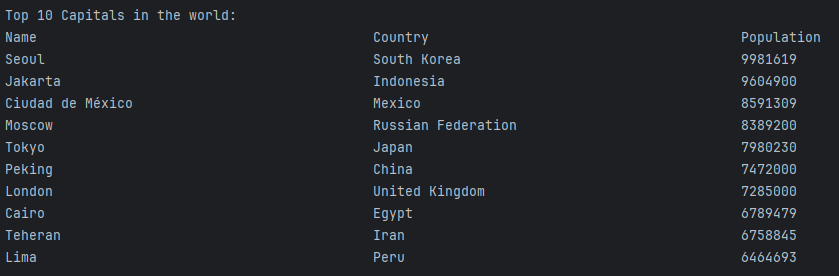 Top 10 Capitals in the world:
Name Country Population
Seoul South Korea 9981619
Jakarta Indonesia 9604900
Ciudad de México Mexico 8591309
Moscow Russian Federation 8389200
Tokyo Japan 7980230
Peking China 7472000
London United Kingdom 7285000
Cairo Egypt 6789479
Teheran Iran 6758845
Lima Peru 6464693